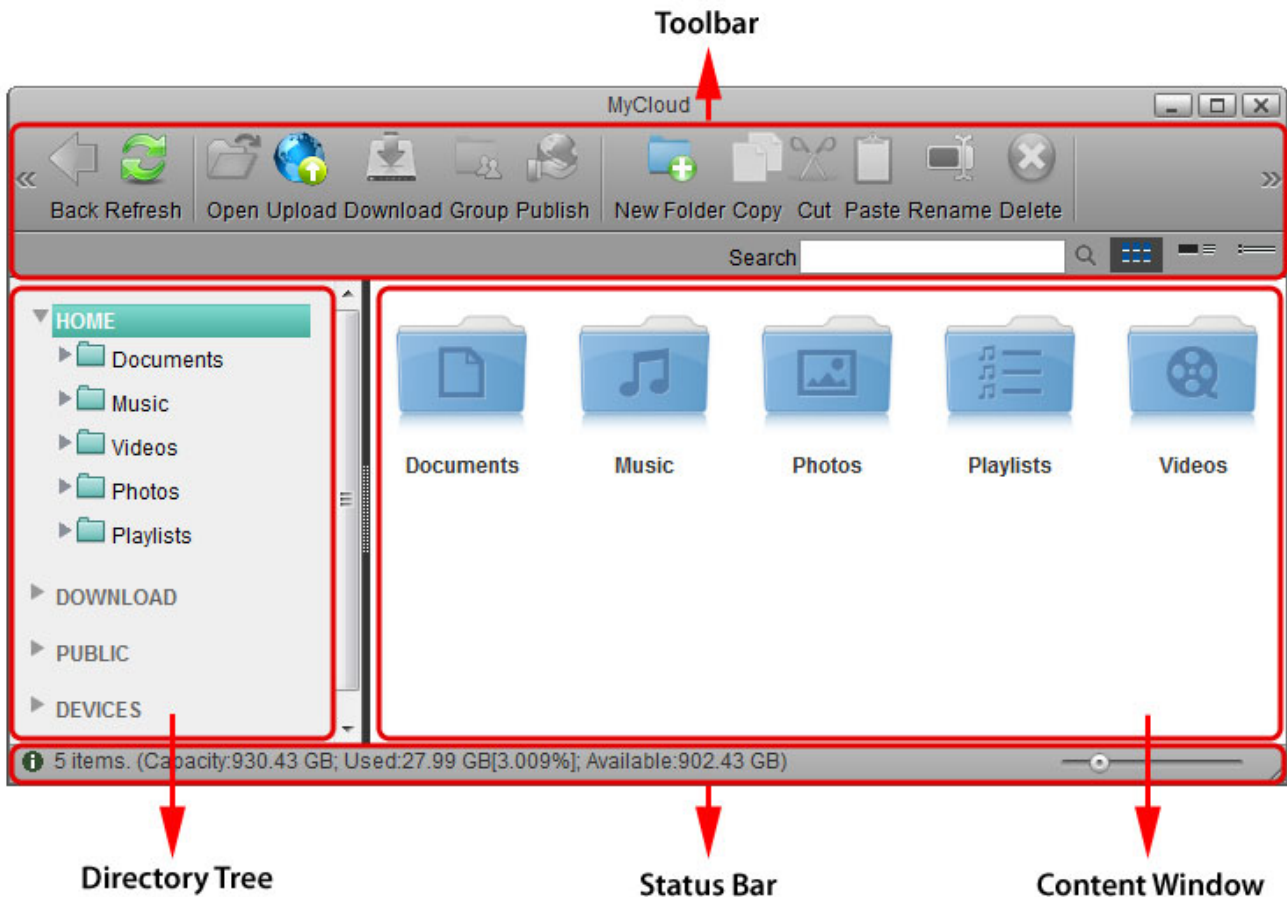 Toolbar
MyCloud
Back Refresh Open Upload Download Group Publish New Folder Copy Cut Paste Rename Delete
Search
HOME
Documents
Music
Videos
Photos
Playlists
DOWNLOAD
PUBLIC
DEVICES
Documents Music Photos Playlists Videos
5 items. (Capacity:930.43 GB; Used:27.99 GB[3.009%]; Available:902.43 GB)
Directory Tree Status Bar Content Window